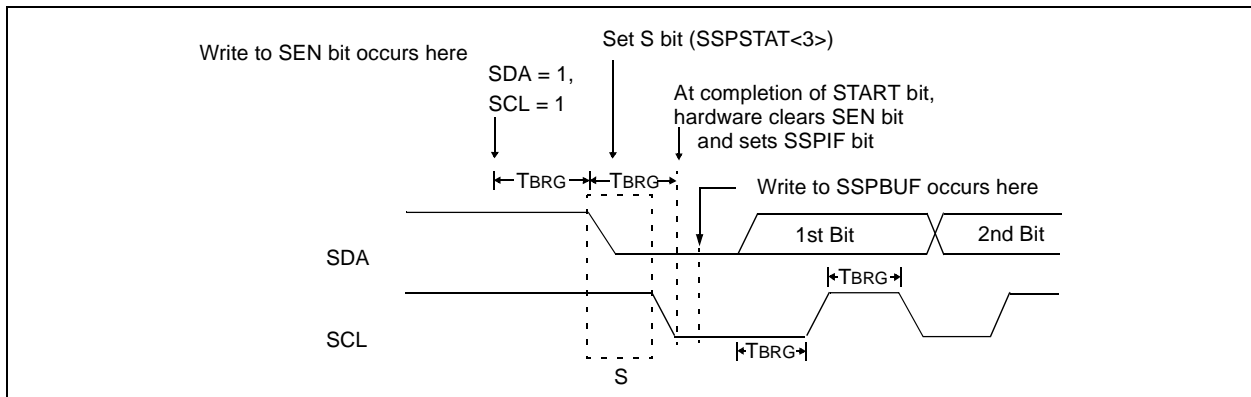 Write to SEN bit occurs here
Set S bit (SSPSTAT<3>)
SDA = 1,
SCL = 1
At completion of START bit,
hardware clears SEN bit
and sets SSPIF bit
TBRG
TBRG
Write to SSPBUF occurs here
SDA
1st Bit
2nd Bit
TBRG
SCL
TBRG
S